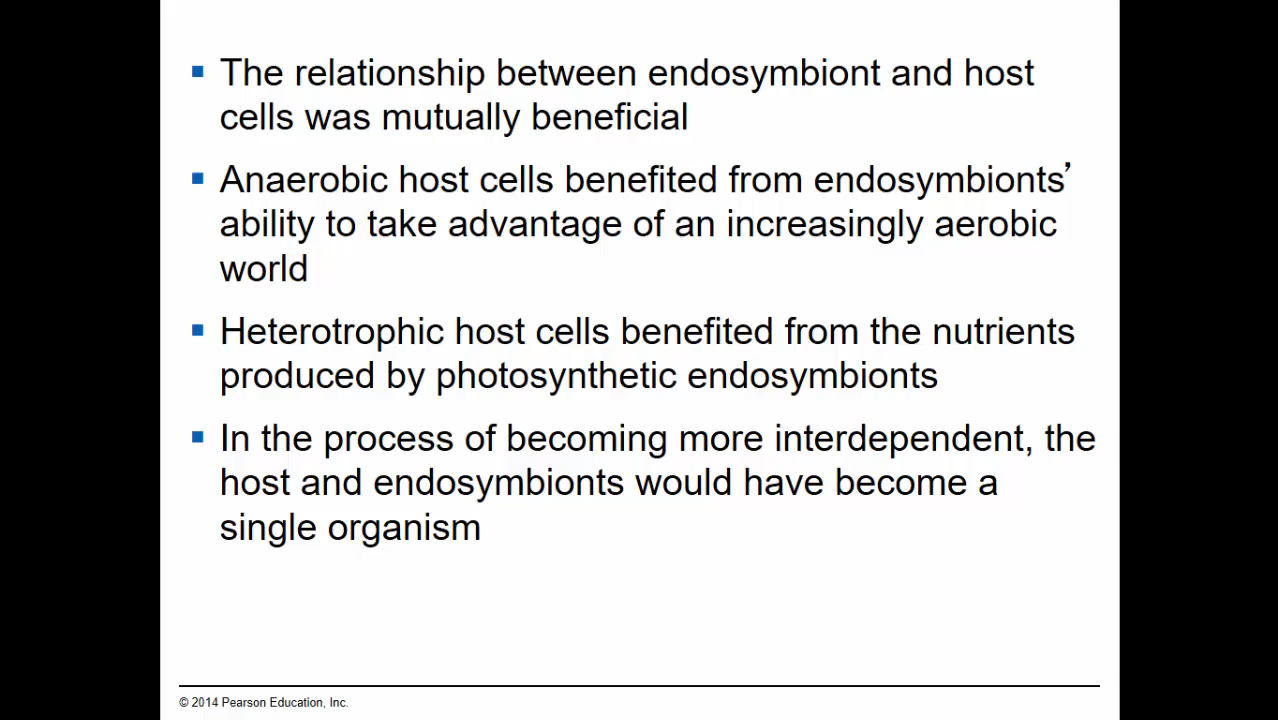 The relationship between endosymbiont and host
cells was mutually beneficial
Anaerobic host cells benefited from endosymbionts’
ability to take advantage of an increasingly aerobic
world
Heterotrophic host cells benefited from the nutrients
produced by photosynthetic endosymbionts
In the process of becoming more interdependent, the
host and endosymbionts would have become a
single organism
© 2014 Pearson Education, Inc.